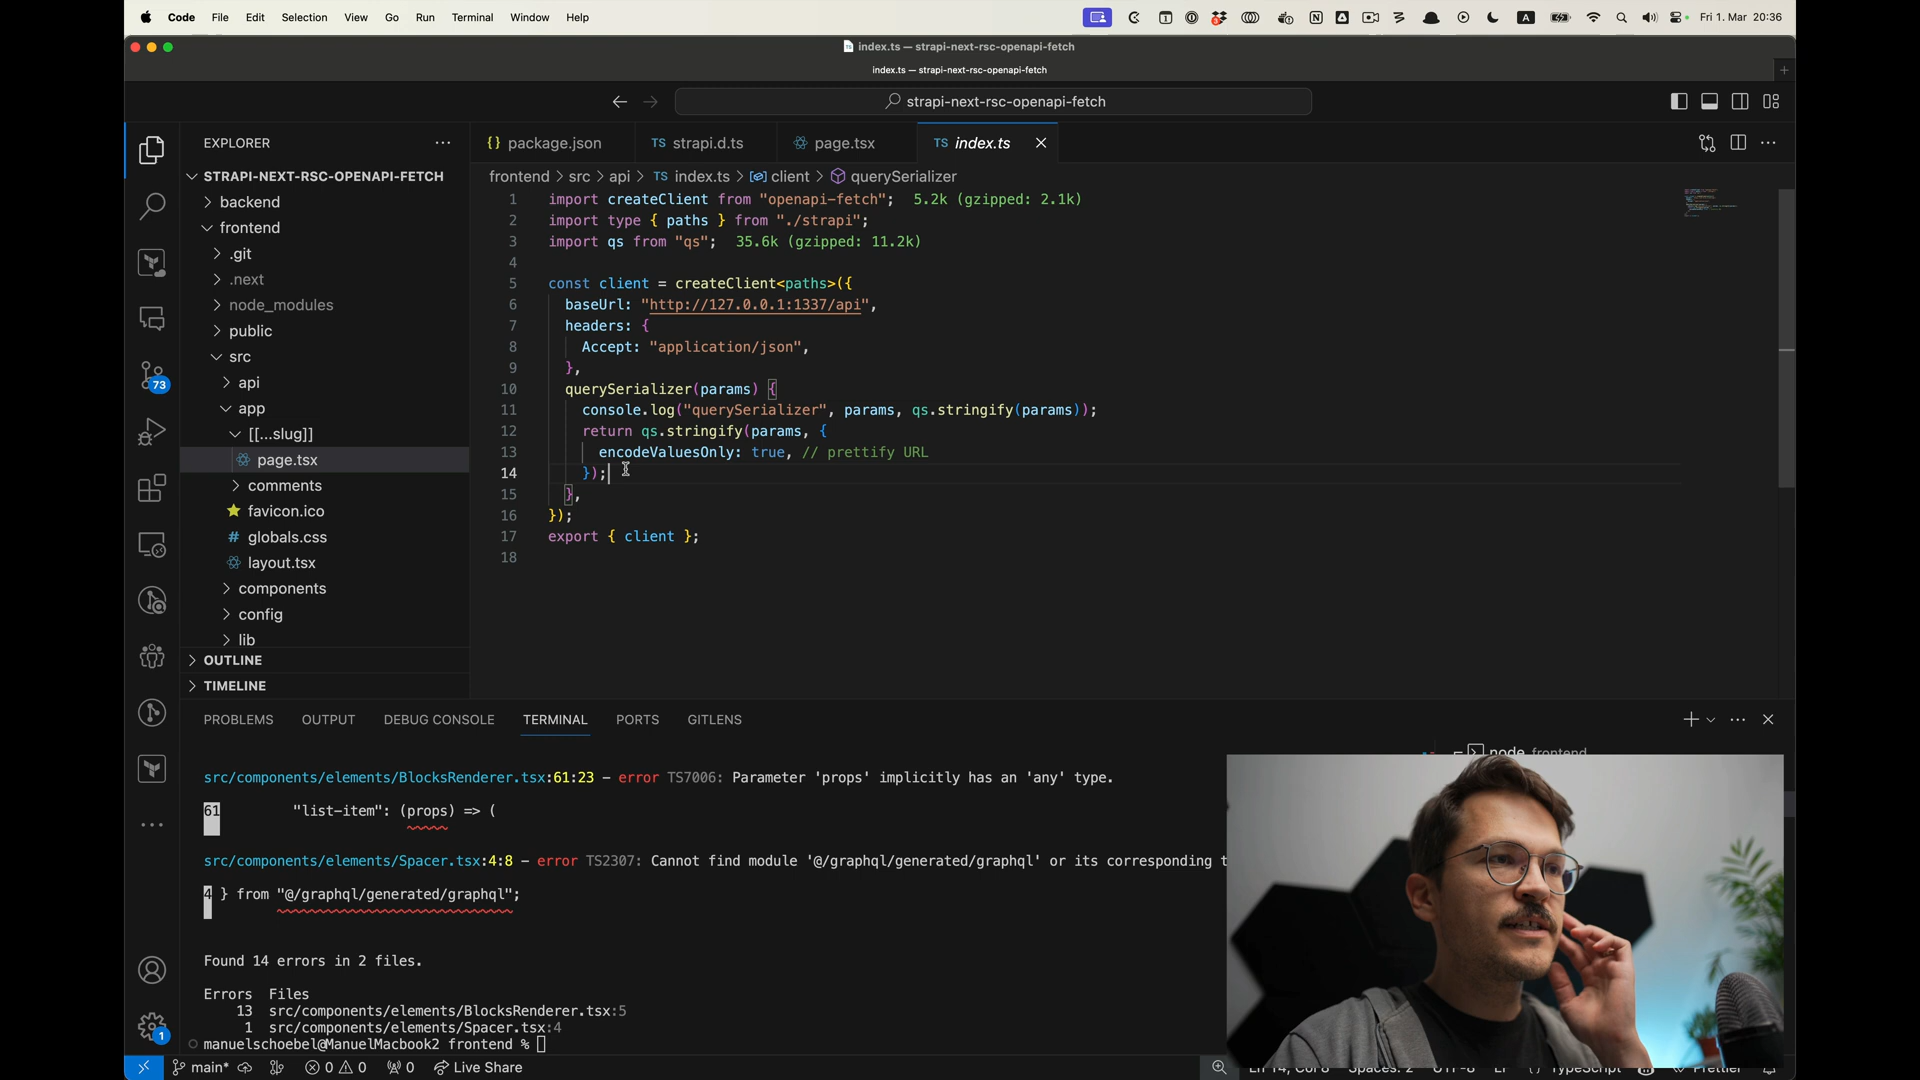 Code File Edit Selection View Go Run Terminal Window Help
Fri 1. Mar 20:36
index.ts — strapi-next-rsc-openapi-fetch
index.ts — strapi-next-rsc-openapi-fetch
strapi-next-rsc-openapi-fetch
EXPLORER
STRAPI-NEXT-RSC-OPENAPI-FETCH
backend
frontend
.git
.next
node_modules
public
src
api
app
[[...slug]]
page.tsx
comments
favicon.ico
globals.css
layout.tsx
components
config
lib
OUTLINE
TIMELINE
73
1
package.json
TS strapi.d.ts
page.tsx
TS index.ts
frontend > src > api > TS index.ts > client > querySerializer
1 import createClient from "openapi-fetch"; 5.2k (gzipped: 2.1k)
2 import type { paths } from "./strapi";
3 import qs from "qs"; 35.6k (gzipped: 11.2k)
4
5 const client = createClient<paths>({
6 baseUrl: "http://127.0.0.1:1337/api",
7 headers: {
8 Accept: "application/json",
9 },
10 querySerializer(params) {
11 console.log("querySerializer", params, qs.stringify(params));
12 return qs.stringify(params, {
13 encodeValuesOnly: true, // prettify URL
14 });
15 },
16 });
17 export { client };
18
PROBLEMS OUTPUT DEBUG CONSOLE TERMINAL PORTS GITLENS
node frontend
src/components/elements/BlocksRenderer.tsx:61:23 - error TS7006: Parameter 'props' implicitly has an 'any' type.
61 "list-item": (props) => (
src/components/elements/Spacer.tsx:4:8 - error TS2307: Cannot find module '@/graphql/generated/graphql' or its corresponding t
4 } from "@/graphql/generated/graphql";
Found 14 errors in 2 files.
Errors Files
13 src/components/elements/BlocksRenderer.tsx:5
1 src/components/elements/Spacer.tsx:4
manuelschoebel@ManuelMacbook2 frontend %
main* 0 0 0 Live Share
Ln 14, Col 8 Spaces: 2 UTF-8 LF TypeScript Prettier